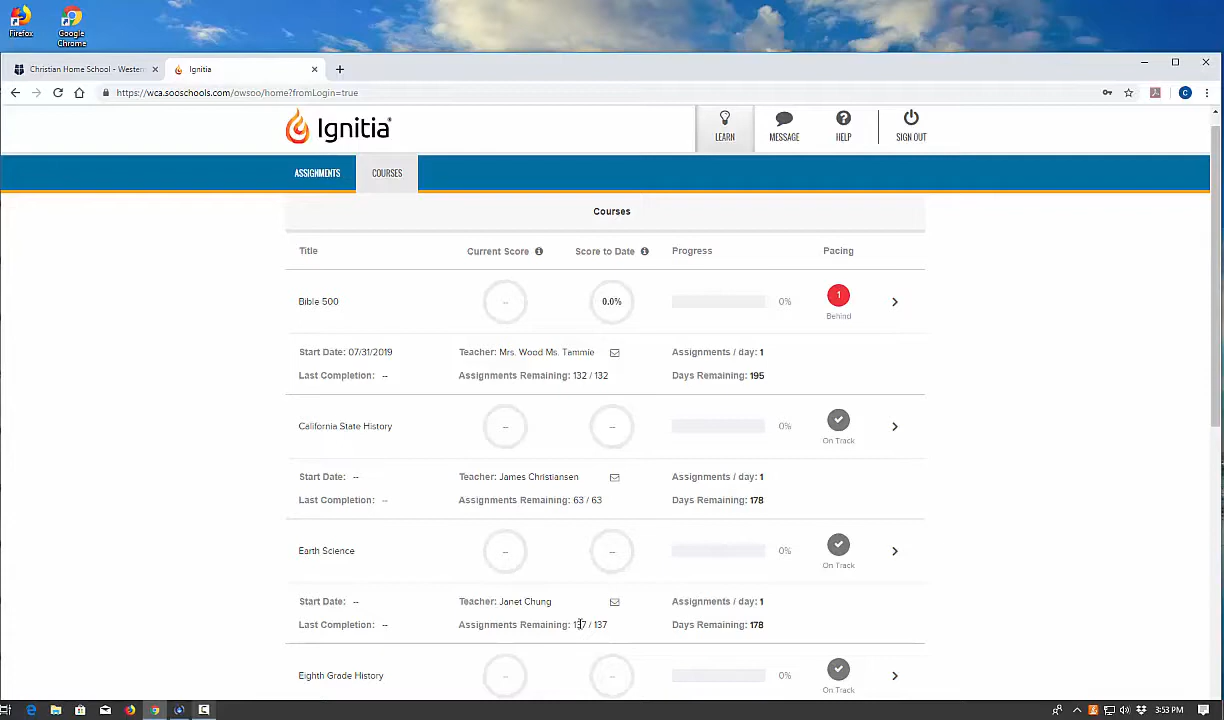 Firefox
Google
Chrome
Christian Home School - Western
Ignitia
https://wca.sooschools.com/owsoo/home?fromLogin=true
C
Ignitia
LEARN
MESSAGE
HELP
SIGN OUT
ASSIGNMENTS
COURSES
Courses
Title
Current Score
Score to Date
Progress
Pacing
Bible 500
--
0.0%
0%
1
Behind
Start Date: 07/31/2019
Teacher: Mrs. Wood Ms. Tammie
Assignments / day: 1
Last Completion: --
Assignments Remaining: 132 / 132
Days Remaining: 195
California State History
--
--
0%
On Track
Start Date: --
Teacher: James Christiansen
Assignments / day: 1
Last Completion: --
Assignments Remaining: 63 / 63
Days Remaining: 178
Earth Science
--
--
0%
On Track
Start Date: --
Teacher: Janet Chung
Assignments / day: 1
Last Completion: --
Assignments Remaining: 137 / 137
Days Remaining: 178
Eighth Grade History
--
--
0%
On Track
3:53 PM